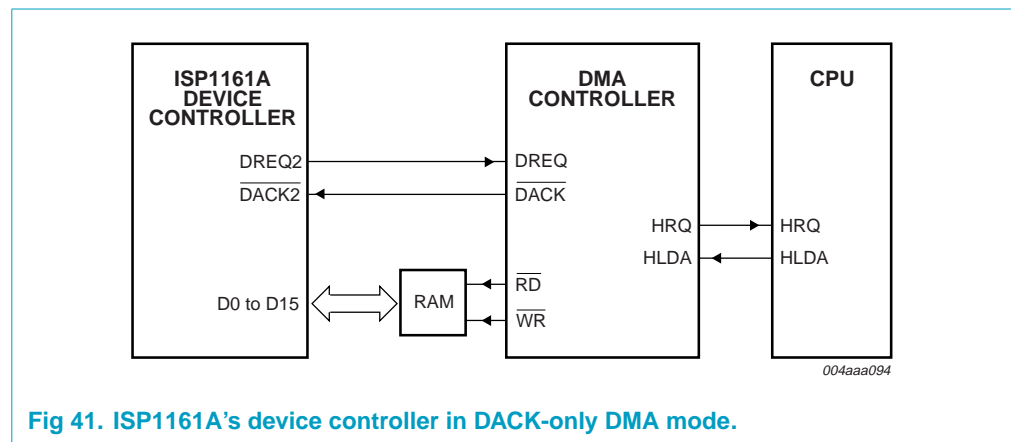 ISP1161A
DEVICE
CONTROLLER
DMA
CONTROLLER
CPU
DREQ2
DREQ
DACK2
DACK
HRQ
HRQ
HLDA
HLDA
D0 to D15
RAM
RD
WR
004aaa094
Fig 41. ISP1161A's device controller in DACK-only DMA mode.